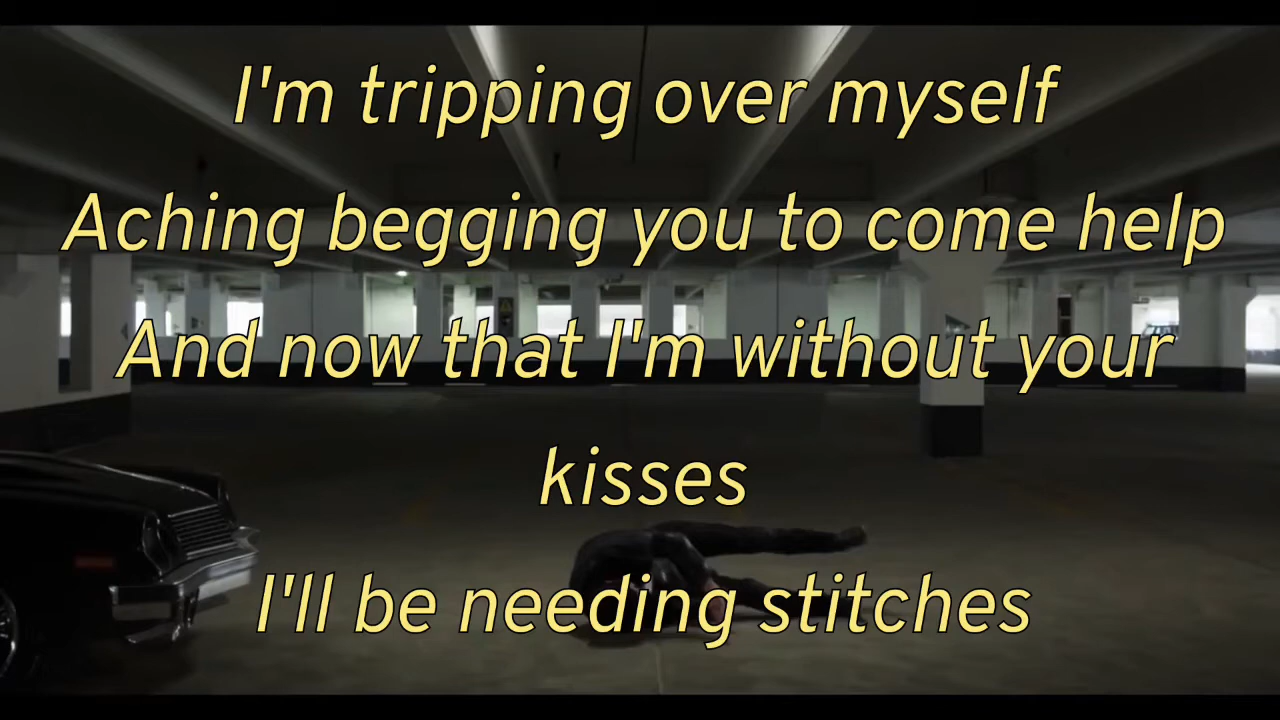 I'm tripping over myself
Aching begging you to come help
And now that I'm without your
kisses
I'll be needing stitches